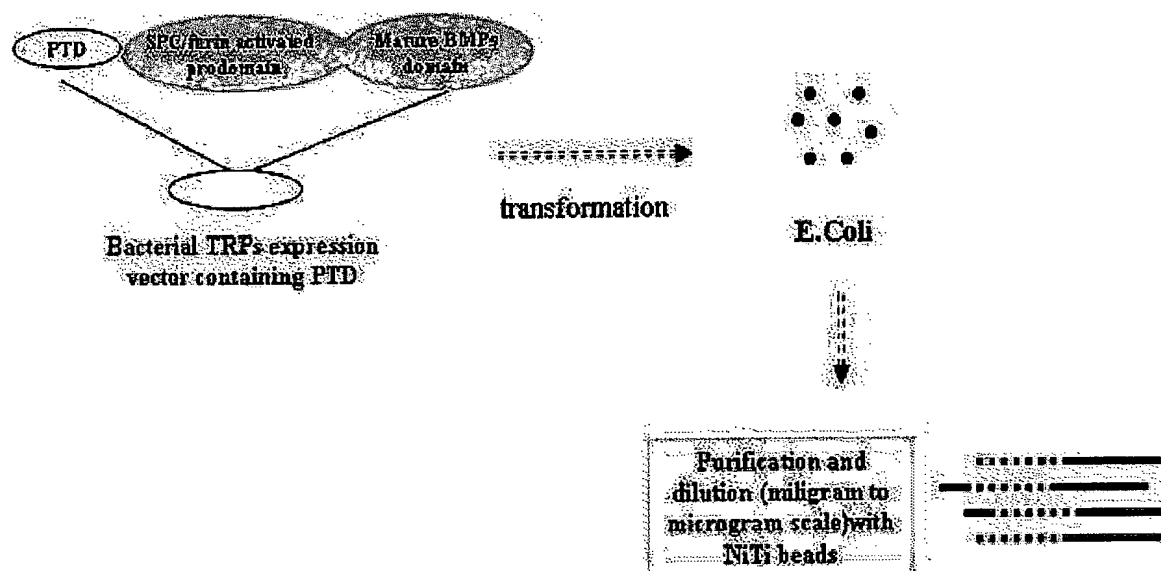 PTD
SPC/furin activated
prodomain
Mature BMPs
domain
transformation
E.Coli
Bacterial TRPs expression
vector containing PTD
Purification and
dilution (miligram to
microgram scale)with
NiTi beads